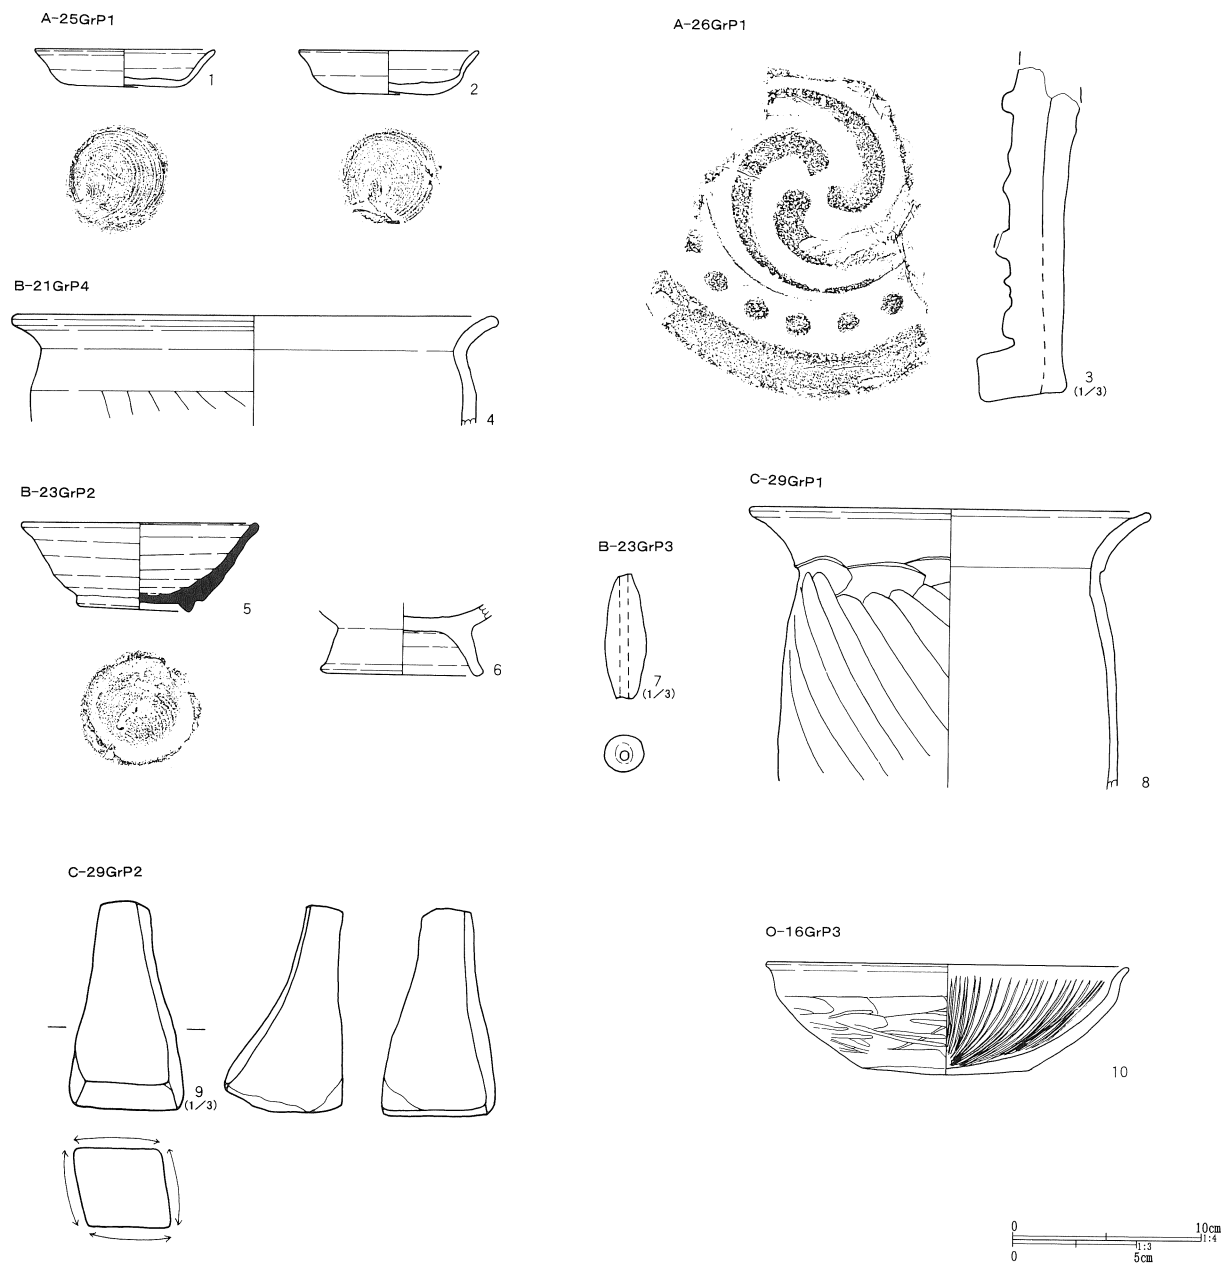 A-25GrP1
1
2
A-26GrP1
3
(1/3)
B-21GrP4
4
B-23GrP2
5
6
B-23GrP3
7
(1/3)
C-29GrP1
8
C-29GrP2
9
(1/3)
O-16GrP3
10
0 10cm
1:4
1:3
0 5cm